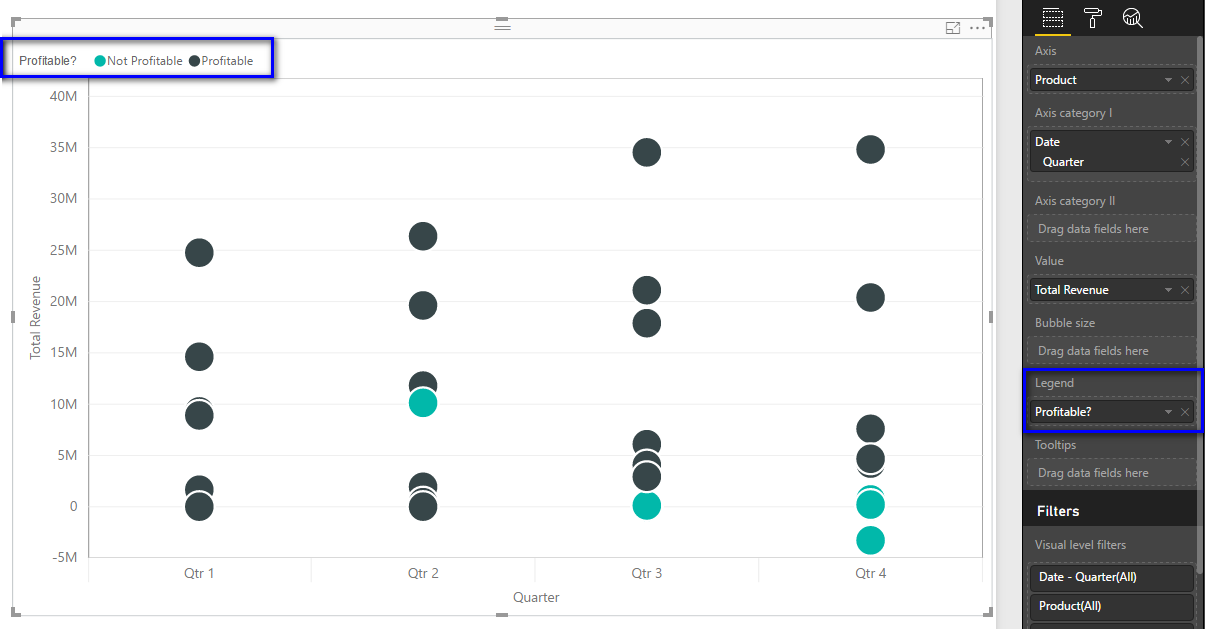 Profitable? Not Profitable Profitable
40M
35M
30M
25M
20M
15M
10M
5M
0
-5M
Total Revenue
Qtr 1 Qtr 2 Qtr 3 Qtr 4
Quarter
Axis
Product
Axis category I
Date
Quarter
Axis category II
Drag data fields here
Value
Total Revenue
Bubble size
Drag data fields here
Legend
Profitable?
Tooltips
Drag data fields here
Filters
Visual level filters
Date - Quarter(All)
Product(All)